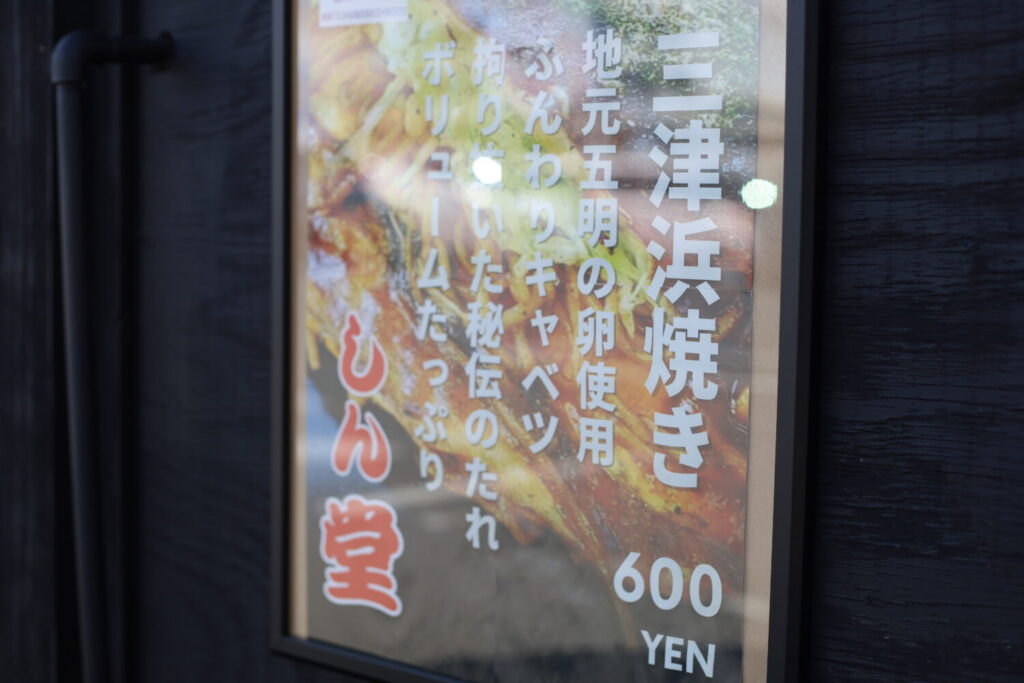 三津浜焼き
地元五明の卵使用
ふんわりキャベツ
拘り抜いた秘伝のたれ
ボリュームたっぷり
しん堂
600
YEN